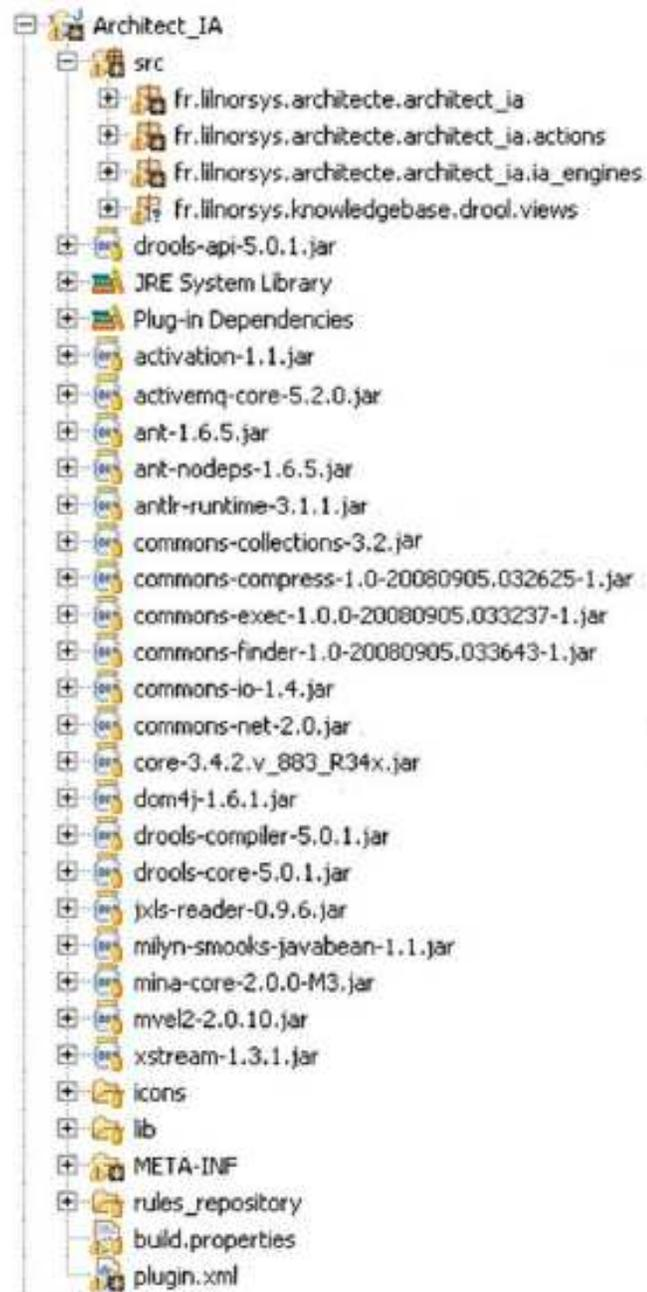 Architect_IA
src
fr.lilnorsys.architecte.architect_ia
fr.lilnorsys.architecte.architect_ia.actions
fr.lilnorsys.architecte.architect_ia.ia_engines
fr.lilnorsys.knowledgebase.drool.views
drools-api-5.0.1.jar
JRE System Library
Plug-in Dependencies
activation-1.1.jar
activemq-core-5.2.0.jar
ant-1.6.5.jar
ant-nodeps-1.6.5.jar
antlr-runtime-3.1.1.jar
commons-collections-3.2.jar
commons-compress-1.0-20080905.032625-1.jar
commons-exec-1.0.0-20080905.033237-1.jar
commons-finder-1.0-20080905.033643-1.jar
commons-io-1.4.jar
commons-net-2.0.jar
core-3.4.2.v_883_R34x.jar
dom4j-1.6.1.jar
drools-compiler-5.0.1.jar
drools-core-5.0.1.jar
jxls-reader-0.9.6.jar
milyn-smooks-javabean-1.1.jar
mina-core-2.0.0-M3.jar
mvel2-2.0.10.jar
xstream-1.3.1.jar
icons
lib
META-INF
rules_repository
build.properties
plugin.xml